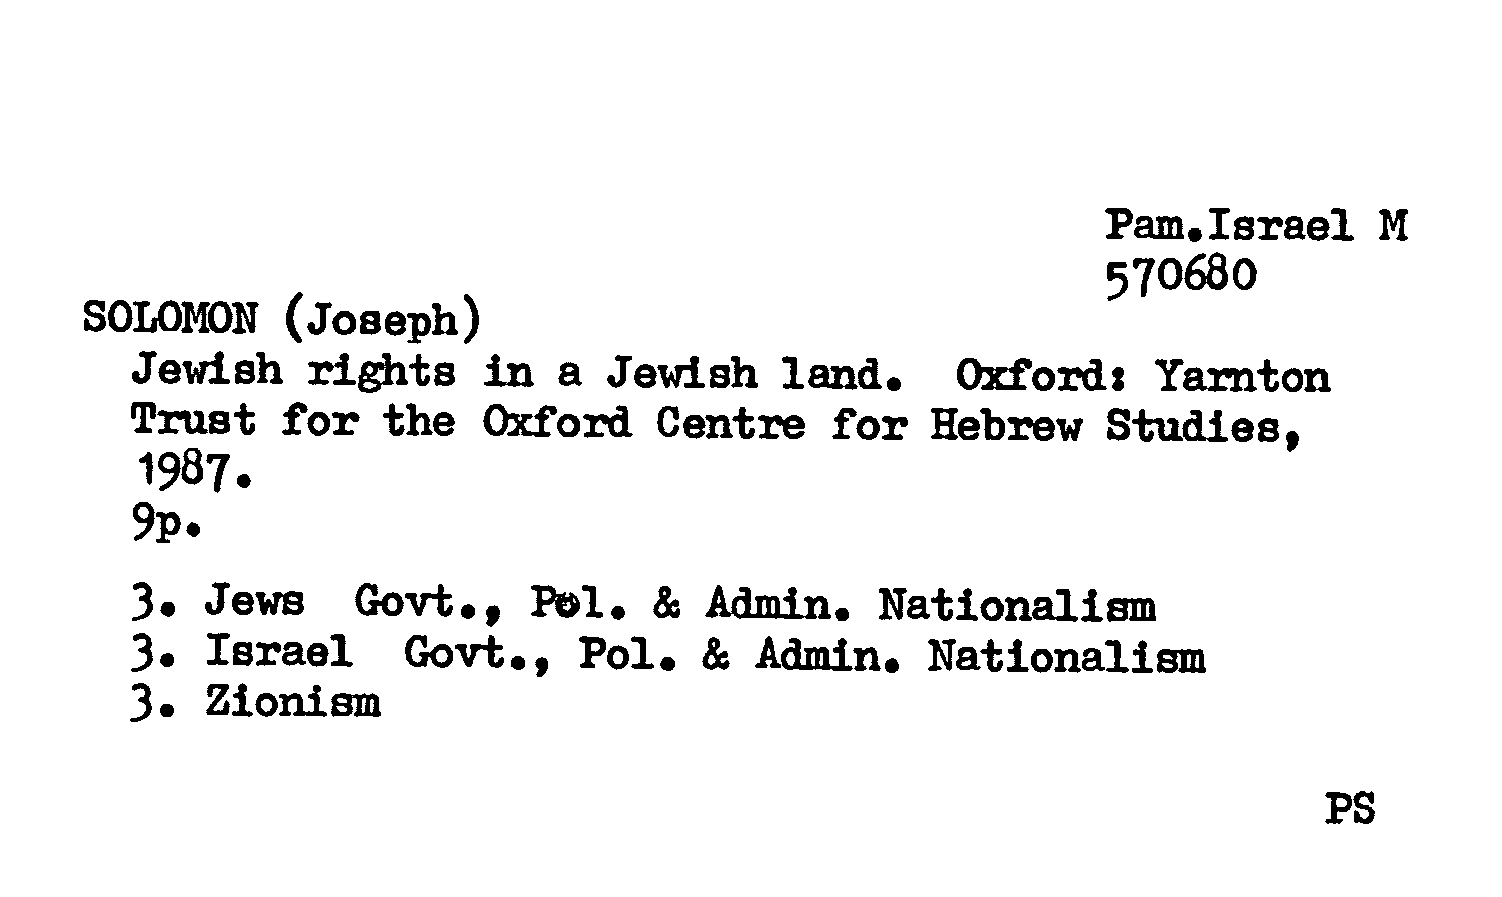 Pam.Israel M
570680
SOLOMON (Joseph)
Jewish rights in a Jewish land. Oxford: Yarnton
Trust for the Oxford Centre for Hebrew Studies,
1987.
9p.
3. Jews Govt., Pol. & Admin. Nationalism
3. Israel Govt., Pol. & Admin. Nationalism
3. Zionism
PS